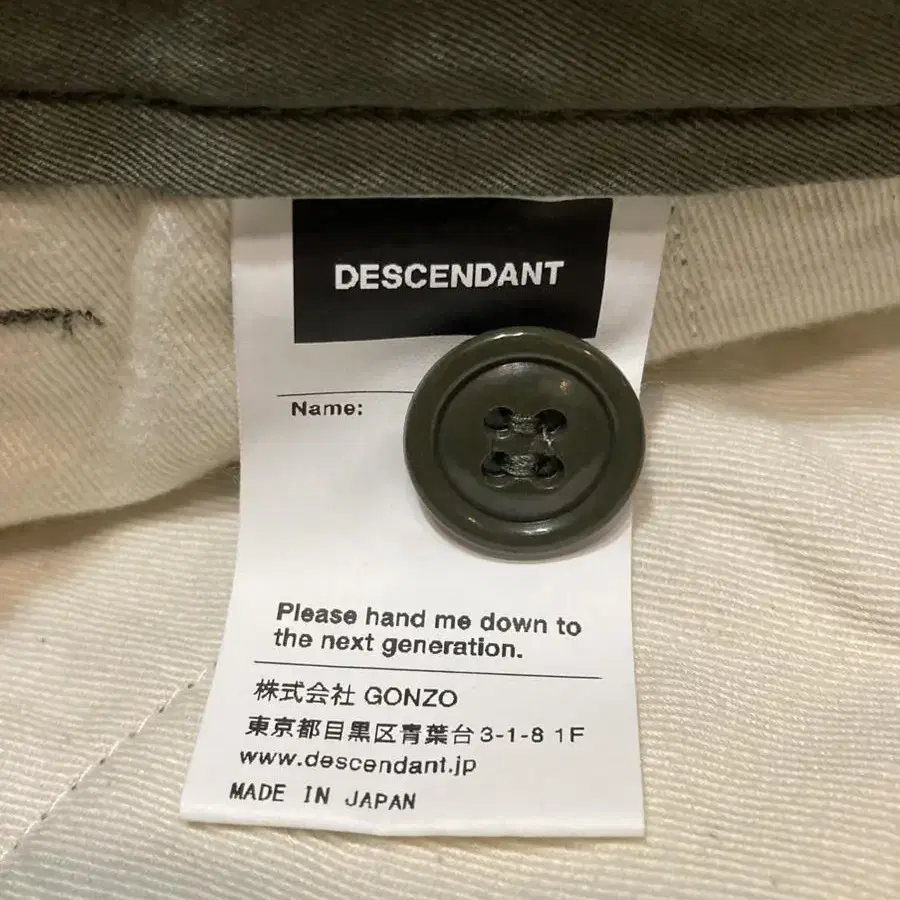 DESCENDANT
Name:
Please hand me down to
the next generation.
株式会社 GONZO
東京都目黒区青葉台3-1-8 1F
www.descendant.jp
MADE IN JAPAN